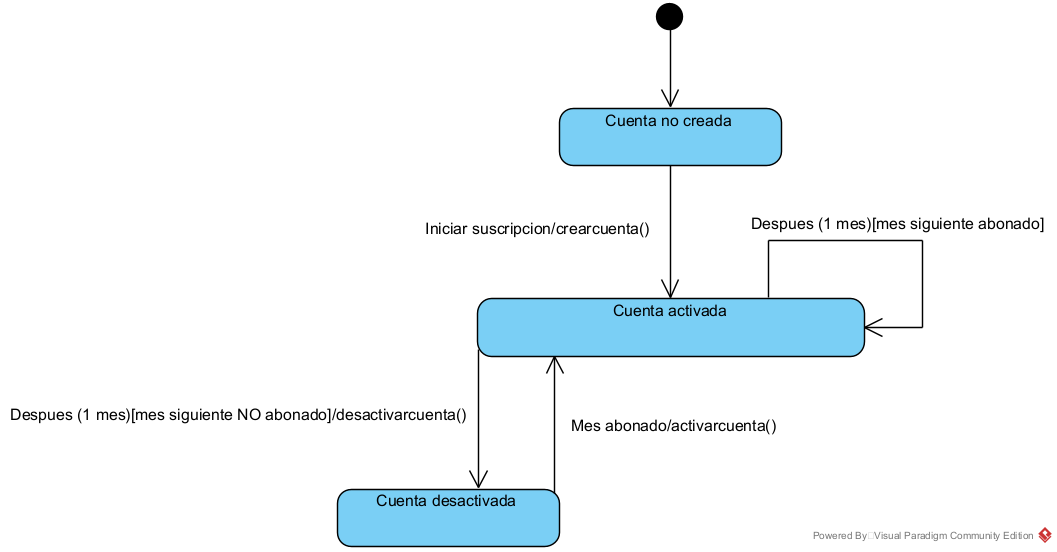 Cuenta no creada
Iniciar suscripcion/crearcuenta()
Despues (1 mes)[mes siguiente abonado]
Cuenta activada
Despues (1 mes)[mes siguiente NO abonado]/desactivarcuenta()
Mes abonado/activarcuenta()
Cuenta desactivada
Powered By Visual Paradigm Community Edition